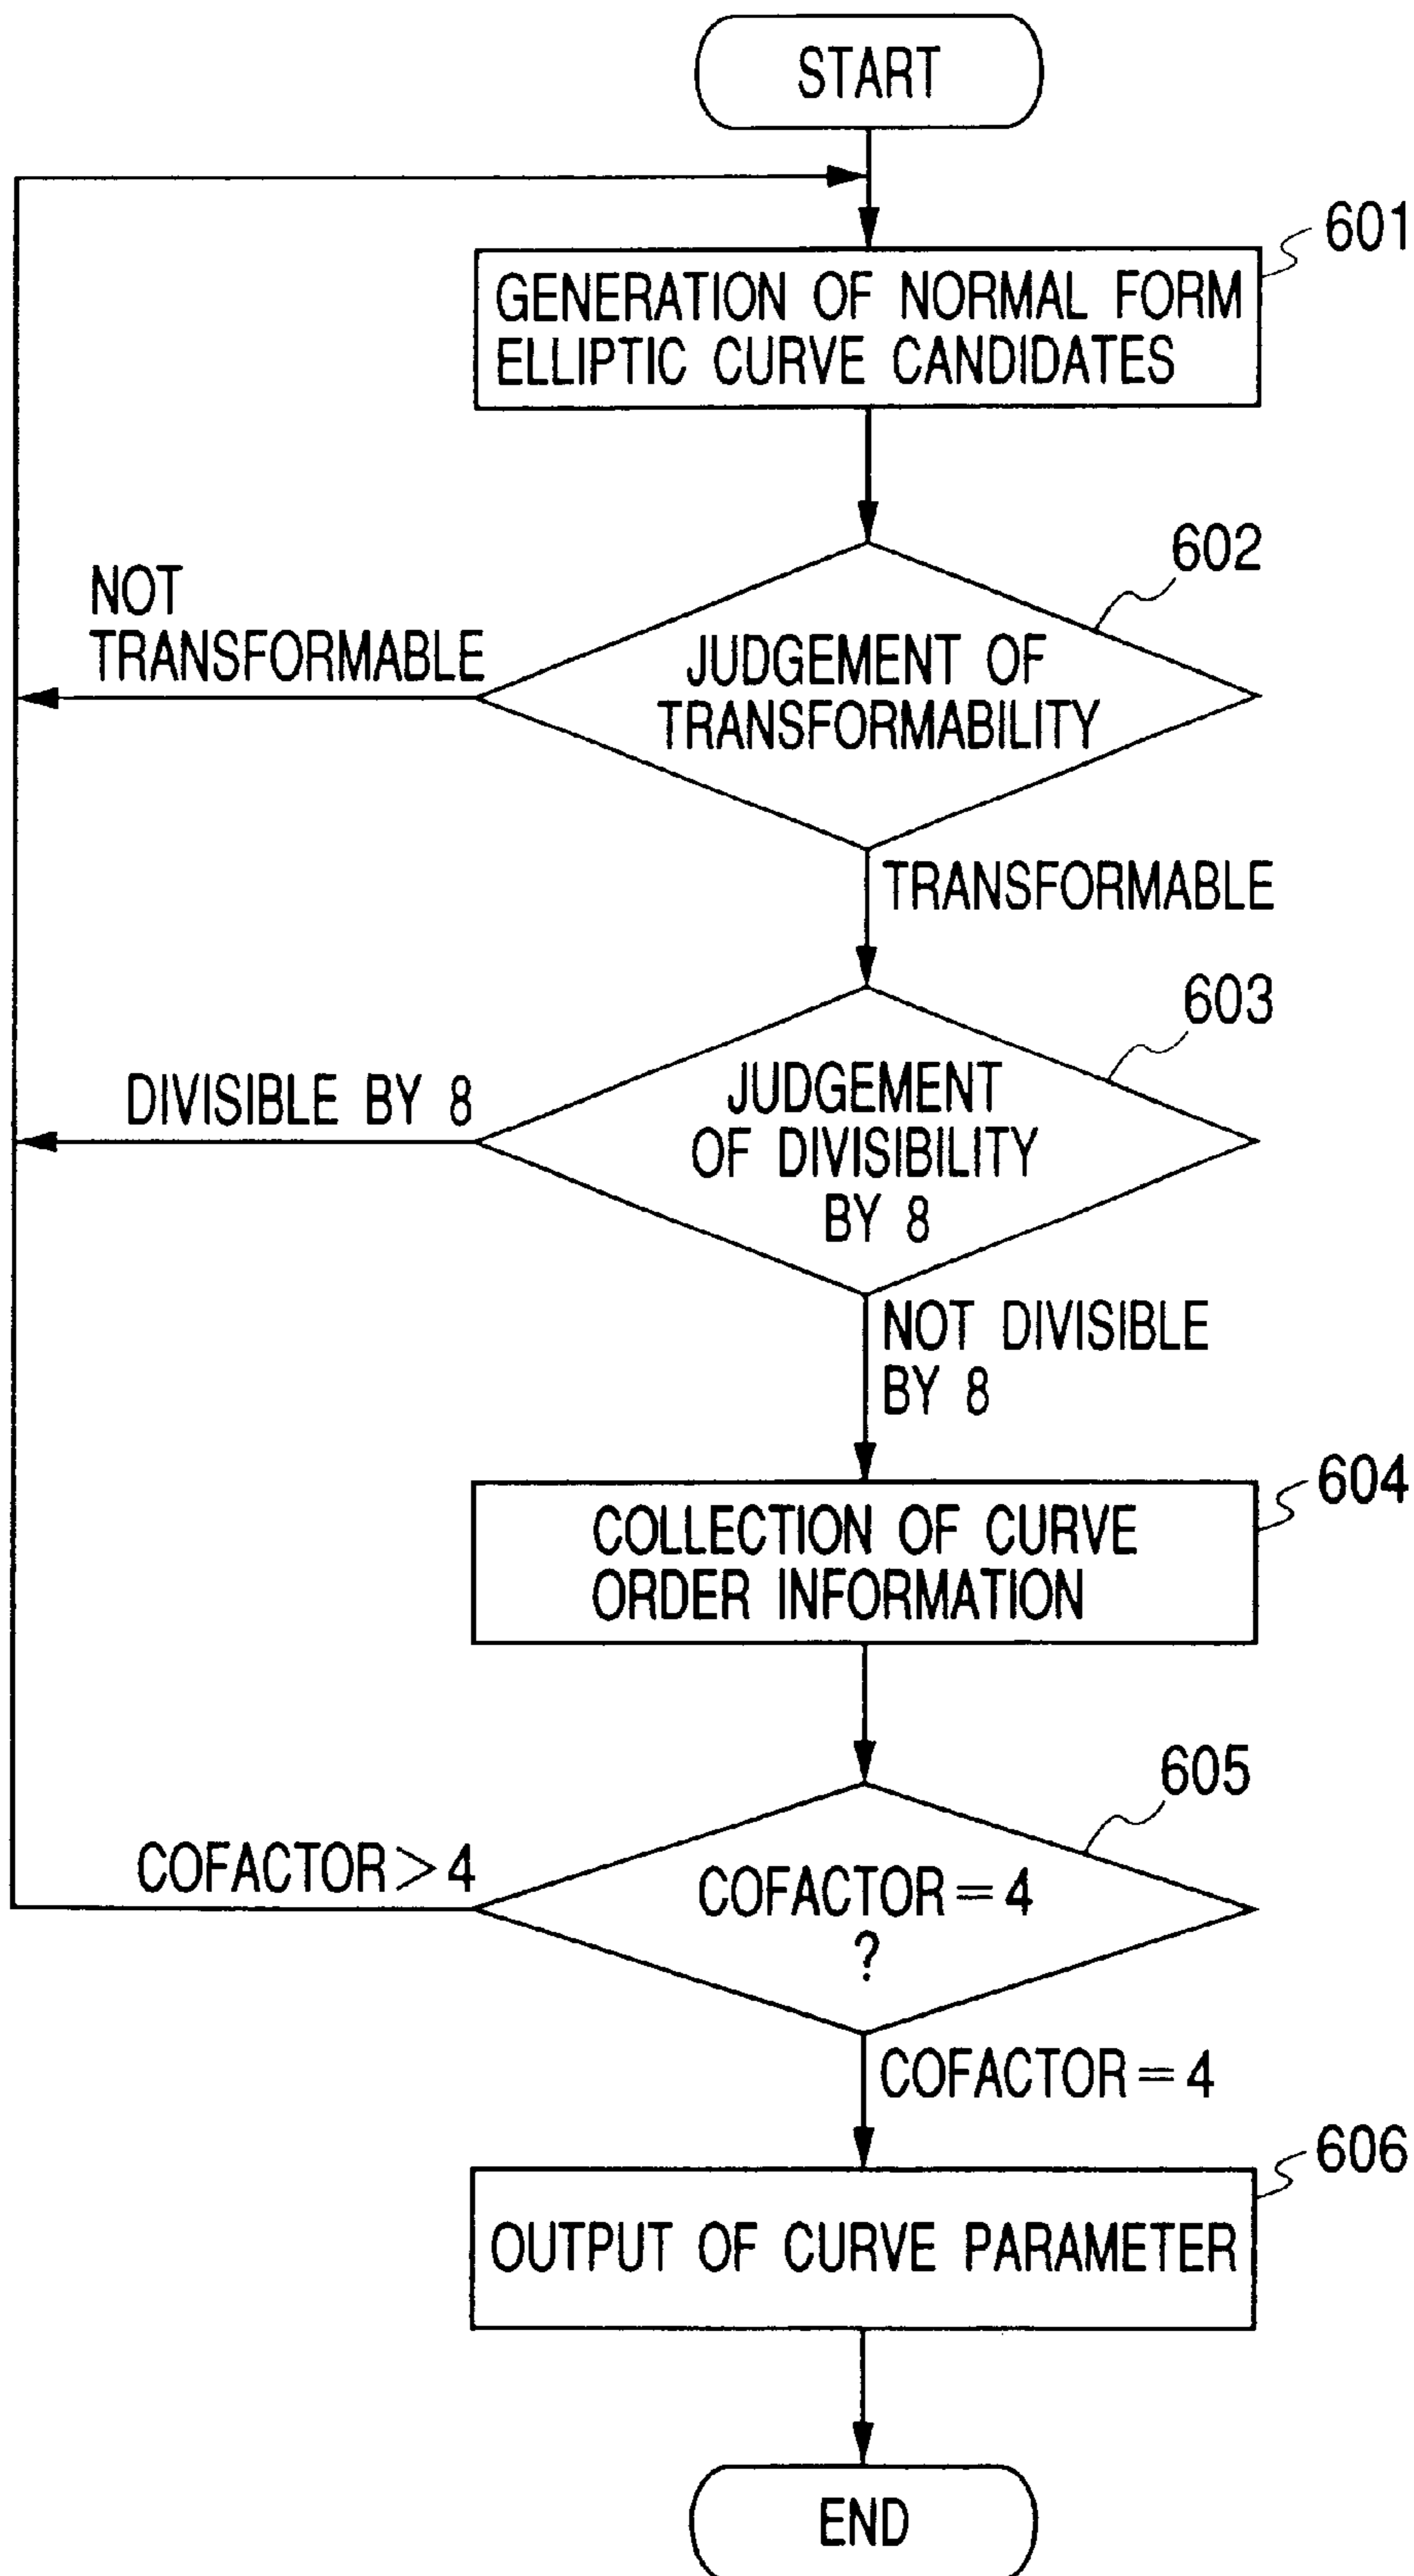 START
601
GENERATION OF NORMAL FORM
ELLIPTIC CURVE CANDIDATES
602
NOT
TRANSFORMABLE
JUDGEMENT OF
TRANSFORMABILITY
TRANSFORMABLE
603
DIVISIBLE BY 8
JUDGEMENT
OF DIVISIBILITY
BY 8
NOT DIVISIBLE
BY 8
604
COLLECTION OF CURVE
ORDER INFORMATION
605
COFACTOR>4
COFACTOR=4
?
COFACTOR=4
606
OUTPUT OF CURVE PARAMETER
END